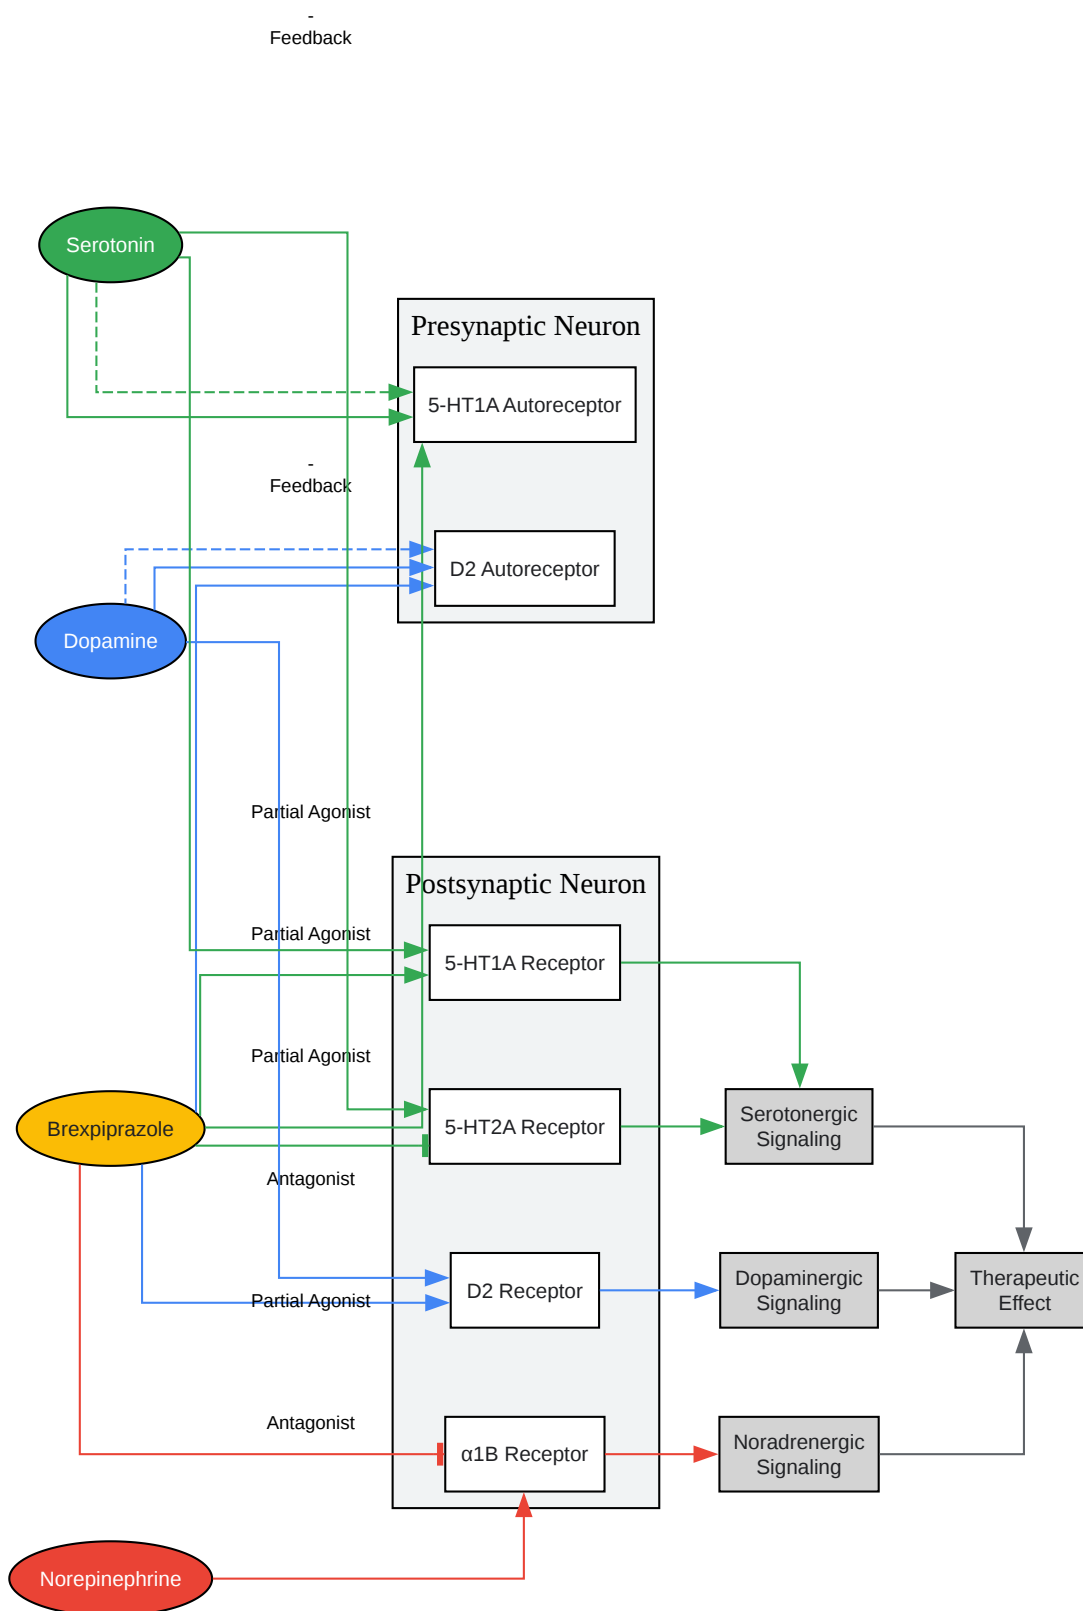 -
Feedback
Serotonin
Presynaptic Neuron
5-HT1A Autoreceptor
-
Feedback
D2 Autoreceptor
Dopamine
Partial Agonist
Postsynaptic Neuron
Partial Agonist
5-HT1A Receptor
Partial Agonist
Brexpiprazole
5-HT2A Receptor
Serotonergic
Signaling
Antagonist
D2 Receptor
Dopaminergic
Signaling
Therapeutic
Effect
Partial Agonist
Antagonist
α1B Receptor
Noradrenergic
Signaling
Norepinephrine